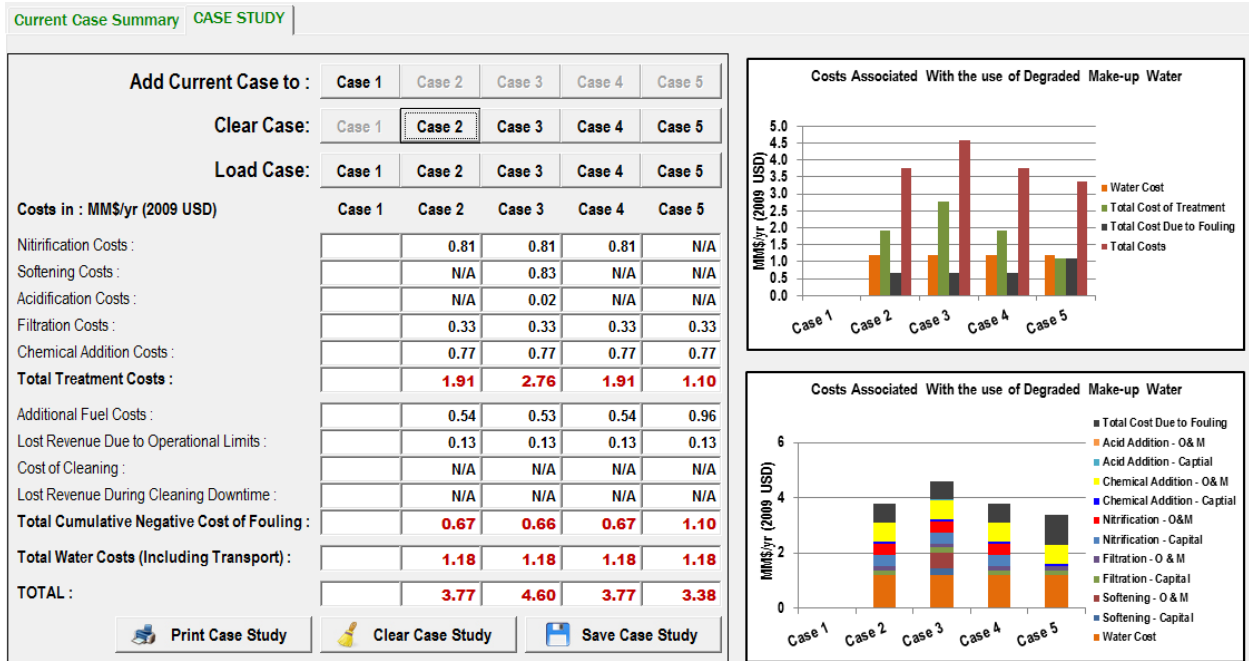 Current Case Summary CASE STUDY
Add Current Case to : Case 1 Case 2 Case 3 Case 4 Case 5
Clear Case: Case 1 Case 2 Case 3 Case 4 Case 5
Load Case: Case 1 Case 2 Case 3 Case 4 Case 5
Costs in : MM$/yr (2009 USD) Case 1 Case 2 Case 3 Case 4 Case 5
Nitirification Costs : 0.81 0.81 0.81 N/A
Softening Costs : N/A 0.83 N/A N/A
Acidification Costs : N/A 0.02 N/A N/A
Filtration Costs : 0.33 0.33 0.33 0.33
Chemical Addition Costs : 0.77 0.77 0.77 0.77
Total Treatment Costs : 1.91 2.76 1.91 1.10
Additional Fuel Costs : 0.54 0.53 0.54 0.96
Lost Revenue Due to Operational Limits : 0.13 0.13 0.13 0.13
Cost of Cleaning : N/A N/A N/A N/A
Lost Revenue During Cleaning Downtime : N/A N/A N/A N/A
Total Cumulative Negative Cost of Fouling : 0.67 0.66 0.67 1.10
Total Water Costs (Including Transport) : 1.18 1.18 1.18 1.18
TOTAL : 3.77 4.60 3.77 3.38
Print Case Study Clear Case Study Save Case Study
Costs Associated With the use of Degraded Make-up Water
MM$/yr (2009 USD)
5.0
4.5
4.0
3.5
3.0
2.5
2.0
1.5
1.0
0.5
0.0
Case 1 Case 2 Case 3 Case 4 Case 5
Water Cost
Total Cost of Treatment
Total Cost Due to Fouling
Total Costs
Costs Associated With the use of Degraded Make-up Water
MM$/yr (2009 USD)
6
4
2
0
Case 1 Case 2 Case 3 Case 4 Case 5
Total Cost Due to Fouling
Acid Addition - O& M
Acid Addition - Captial
Chemical Addition - O& M
Chemical Addition - Captial
Nitrification - O&M
Nitrification - Capital
Filtration - O & M
Filtration - Capital
Softening - O & M
Softening - Capital
Water Cost